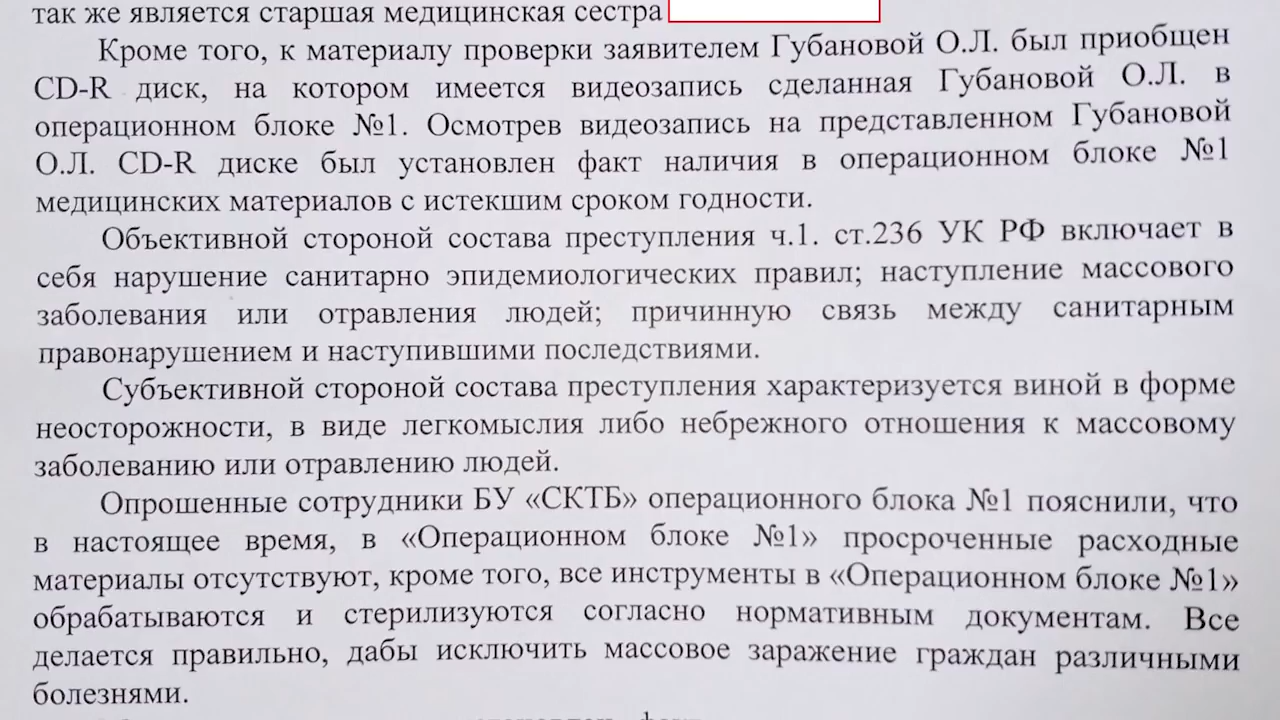 так же является старшая медицинская сестра
Кроме того, к материалу проверки заявителем Губановой О.Л. был приобщен
CD-R диск, на котором имеется видеозапись сделанная Губановой О.Л. в
операционном блоке №1. Осмотрев видеозапись на представленном Губановой
О.Л. CD-R диске был установлен факт наличия в операционном блоке №1
медицинских материалов с истекшим сроком годности.
Объективной стороной состава преступления ч.1. ст.236 УК РФ включает в
себя нарушение санитарно эпидемиологических правил; наступление массового
заболевания или отравления людей; причинную связь между санитарным
правонарушением и наступившими последствиями.
Субъективной стороной состава преступления характеризуется виной в форме
неосторожности, в виде легкомыслия либо небрежного отношения к массовому
заболеванию или отравлению людей.
Опрошенные сотрудники БУ «СКТБ» операционного блока №1 пояснили, что
в настоящее время, в «Операционном блоке №1» просроченные расходные
материалы отсутствуют, кроме того, все инструменты в «Операционном блоке №1»
обрабатываются и стерилизуются согласно нормативным документам. Все
делается правильно, дабы исключить массовое заражение граждан различными
болезнями.